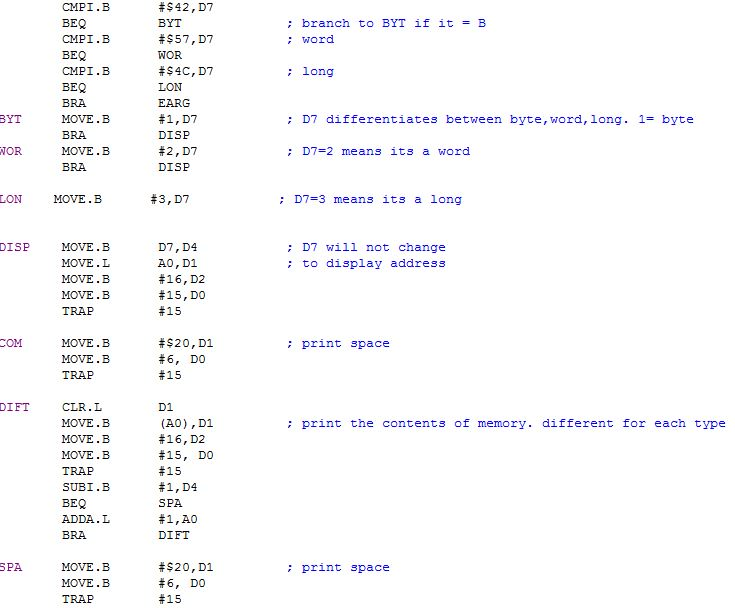 CMPI.B #$42,D7
BEQ BYT ; branch to BYT if it = B
CMPI.B #$57,D7 ; word
BEQ WOR
CMPI.B #$4C,D7 ; long
BEQ LON
BRA EARG
BYT MOVE.B #1,D7 ; D7 differentiates between byte,word,long. 1= byte
BRA DISP
WOR MOVE.B #2,D7 ; D7=2 means its a word
BRA DISP
LON MOVE.B #3,D7 ; D7=3 means its a long
DISP MOVE.B D7,D4 ; D7 will not change
MOVE.L A0,D1 ; to display address
MOVE.B #16,D2
MOVE.B #15,D0
TRAP #15
COM MOVE.B #$20,D1 ; print space
MOVE.B #6, D0
TRAP #15
DIFT CLR.L D1
MOVE.B (A0),D1 ; print the contents of memory. different for each type
MOVE.B #16,D2
MOVE.B #15, D0
TRAP #15
SUBI.B #1,D4
BEQ SPA
ADDA.L #1,A0
BRA DIFT
SPA MOVE.B #$20,D1 ; print space
MOVE.B #6, D0
TRAP #15